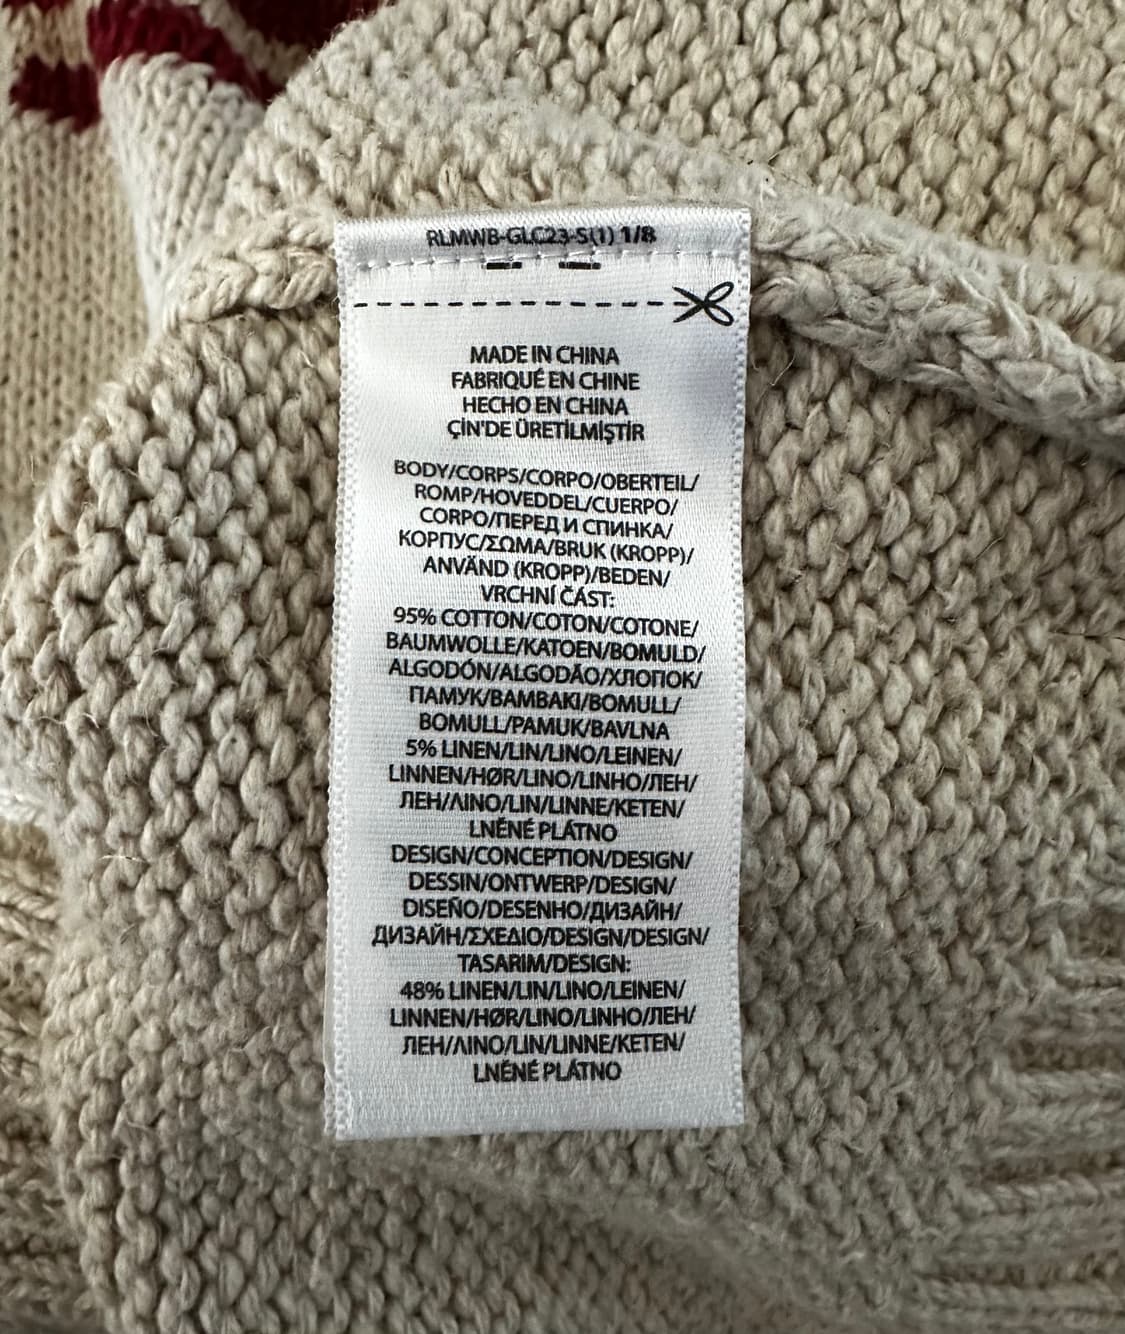 RLMWB-GLC23-S(1) 1/8
MADE IN CHINA
FABRIQUÉ EN CHINE
HECHO EN CHINA
ÇİN'DE ÜRETİLMİŞTİR
BODY/CORPS/CORPO/OBERTEIL/
ROMP/HOVEDDEL/CUERPO/
CORPO/ПЕРЕД И СПИНКА/
КОРПУС/ΣΩΜΑ/BRUK (KROPP)/
ANVÄND (KROPP)/BEDEN/
VRCHNÍ ČÁST:
95% COTTON/COTON/COTONE/
BAUMWOLLE/KATOEN/BOMULD/
ALGODÓN/ALGODÃO/ХЛОПОК/
ПАМУК/ΒΑΜΒΑΚΙ/BOMULL/
BOMULL/PAMUK/BAVLNA
5% LINEN/LIN/LINO/LEINEN/
LINNEN/HØR/LINO/LINHO/ЛЕН/
ЛЕН/ΛΙΝΟ/LIN/LINNE/KETEN/
LNĚNÉ PLÁTNO
DESIGN/CONCEPTION/DESIGN/
DESSIN/ONTWERP/DESIGN/
DISEÑO/DESENHO/ДИЗАЙН/
ДИЗАЙН/ΣΧΕΔΙΟ/DESIGN/DESIGN/
TASARIM/DESIGN:
48% LINEN/LIN/LINO/LEINEN/
LINNEN/HØR/LINO/LINHO/ЛЕН/
ЛЕН/ΛΙΝΟ/LIN/LINNE/KETEN/
LNĚNÉ PLÁTNO